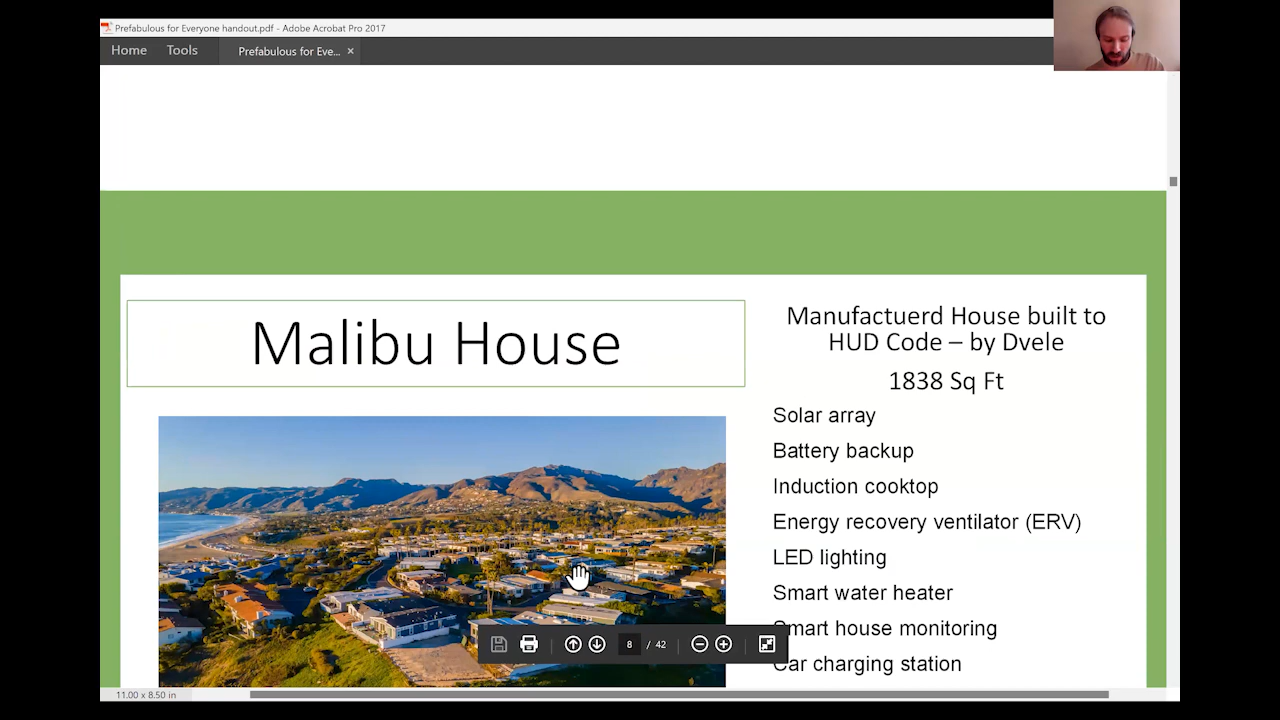 Prefabulous for Everyone handout.pdf - Adobe Acrobat Pro 2017
Home
Tools
Prefabulous for Eve... ×
Malibu House
Manufactuerd House built to
HUD Code – by Dvele
1838 Sq Ft
Solar array
Battery backup
Induction cooktop
Energy recovery ventilator (ERV)
LED lighting
Smart water heater
Smart house monitoring
Car charging station
8 / 42
11.00 x 8.50 in